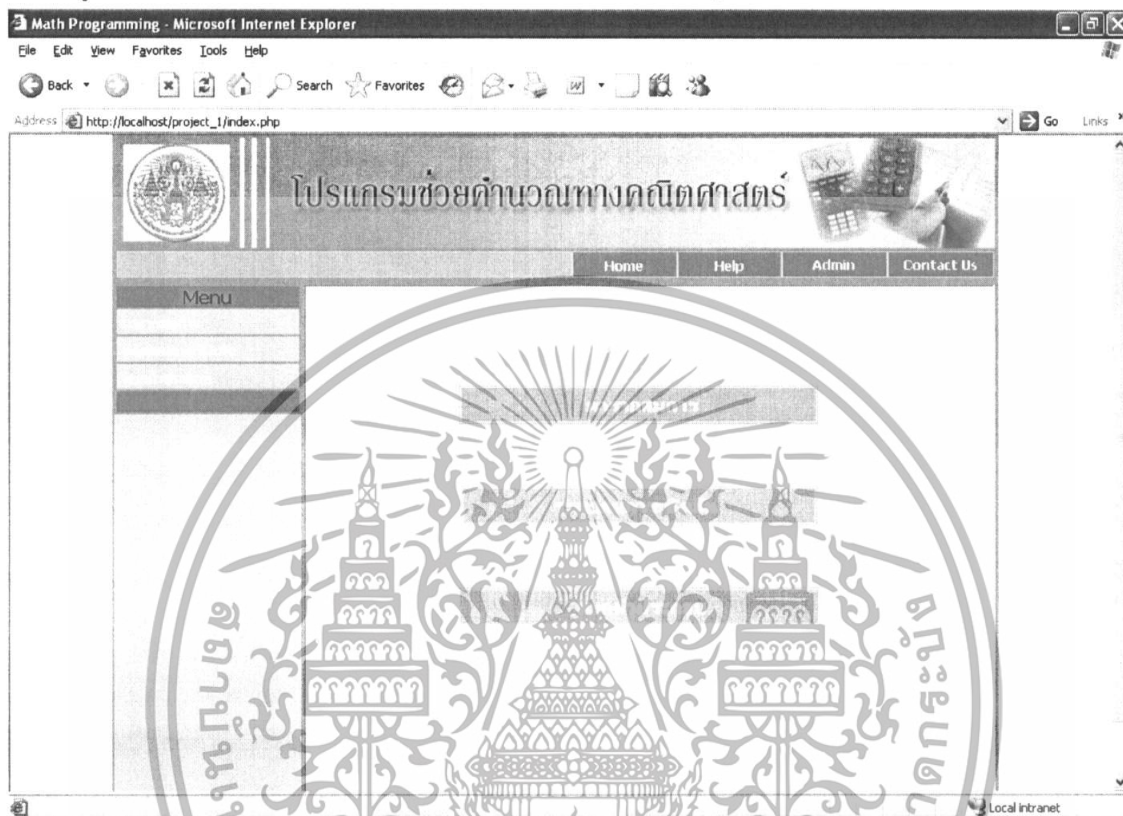 Math Programming - Microsoft Internet Explorer
File Edit View Favorites Tools Help
Back Search Favorites
Address http://localhost/project_1/index.php Go Links
โปรแกรมช่วยคำนวณทางคณิตศาสตร์
Home Help Admin Contact Us
Menu
Local intranet